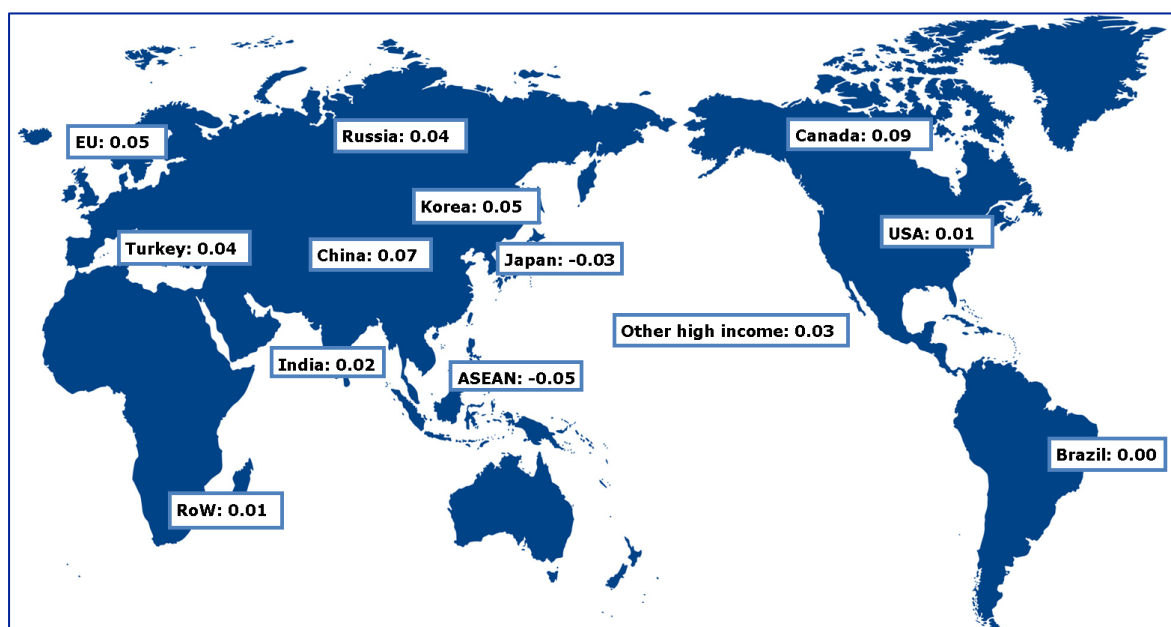 EU: 0.05
Russia: 0.04
Canada: 0.09
Korea: 0.05
USA: 0.01
Turkey: 0.04
China: 0.07
Japan: -0.03
Other high income: 0.03
India: 0.02
ASEAN: -0.05
Brazil: 0.00
RoW: 0.01